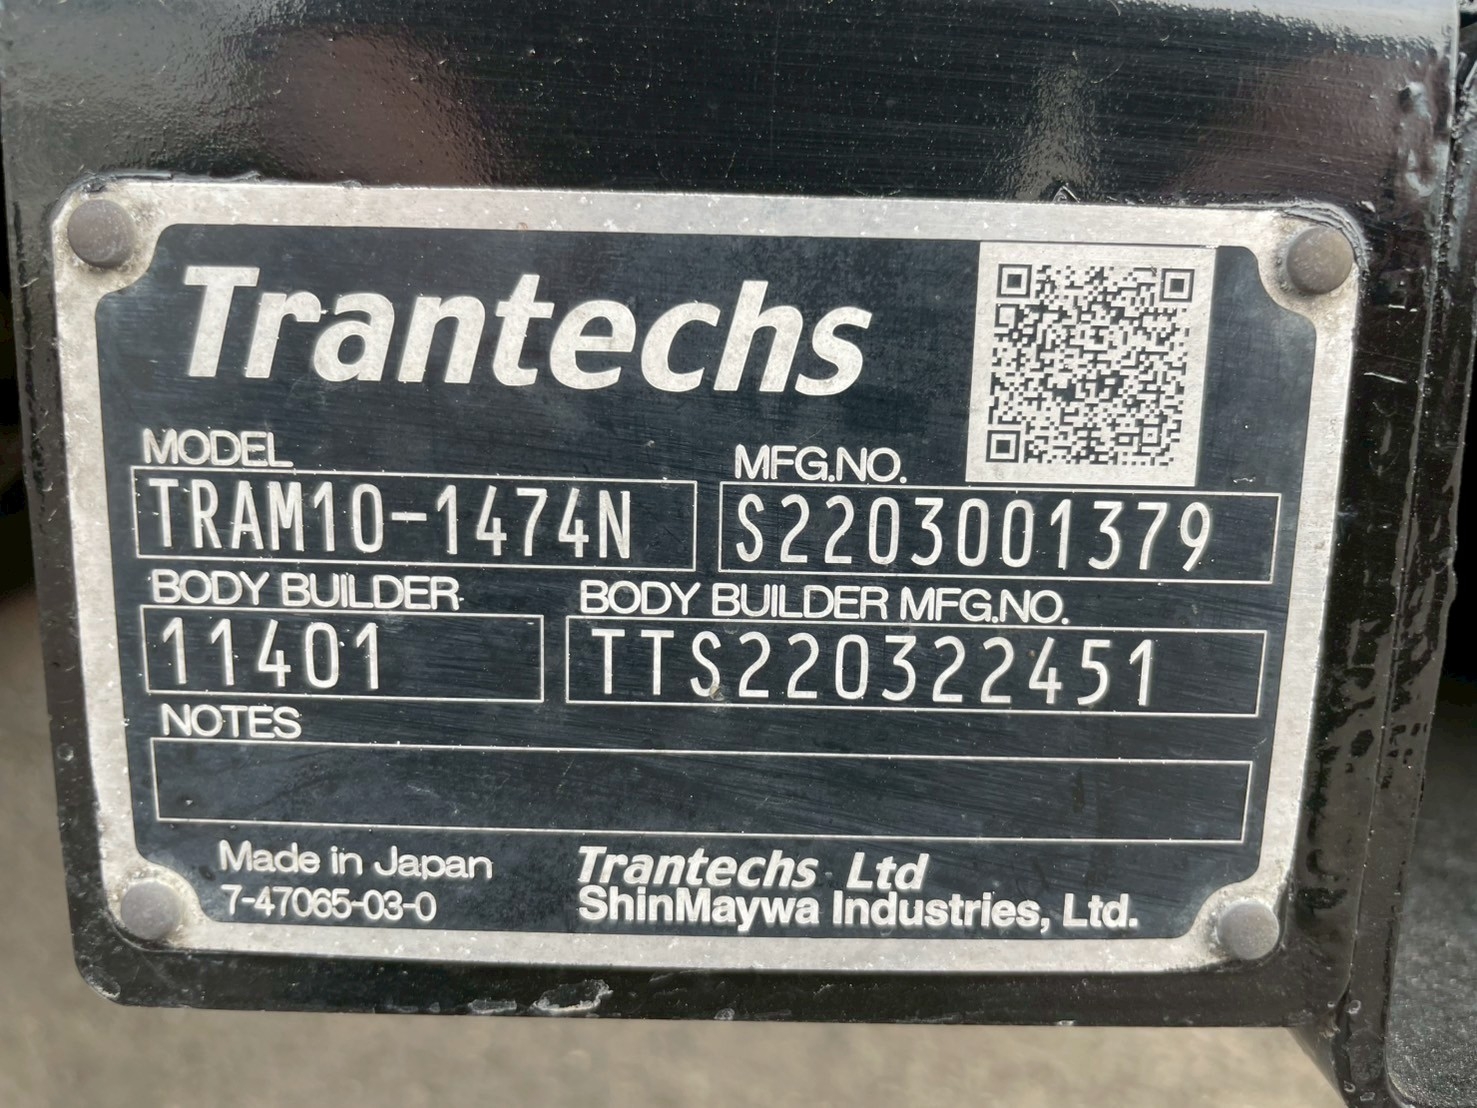 Trantechs
MODEL
MFG.NO.
TRAM10-1474N
S2203001379
BODY BUILDER
BODY BUILDER MFG.NO.
11401
TTS220322451
NOTES
Made in Japan
7-47065-03-0
Trantechs Ltd
ShinMaywa Industries, Ltd.